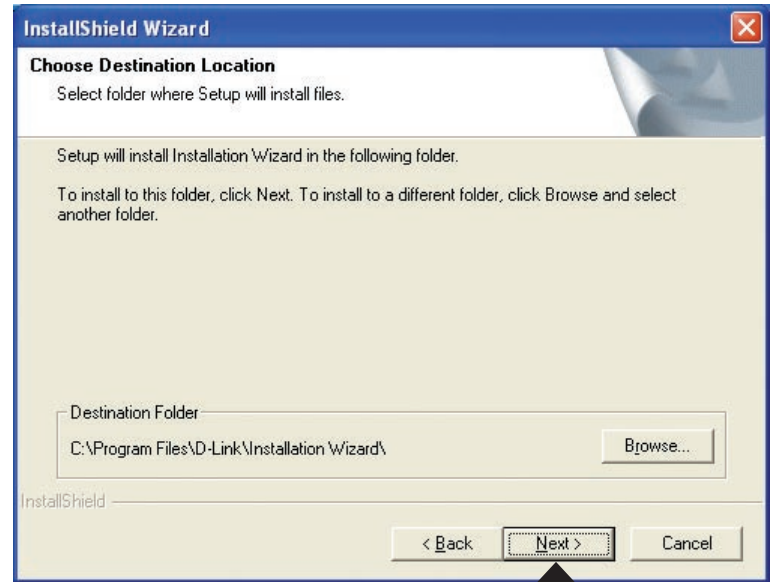 InstallShield Wizard
Choose Destination Location
Select folder where Setup will install files.
Setup will install Installation Wizard in the following folder.
To install to this folder, click Next. To install to a different folder, click Browse and select
another folder.
Destination Folder
C:\Program Files\D-Link\Installation Wizard\
Browse...
InstallShield
< Back
Next >
Cancel